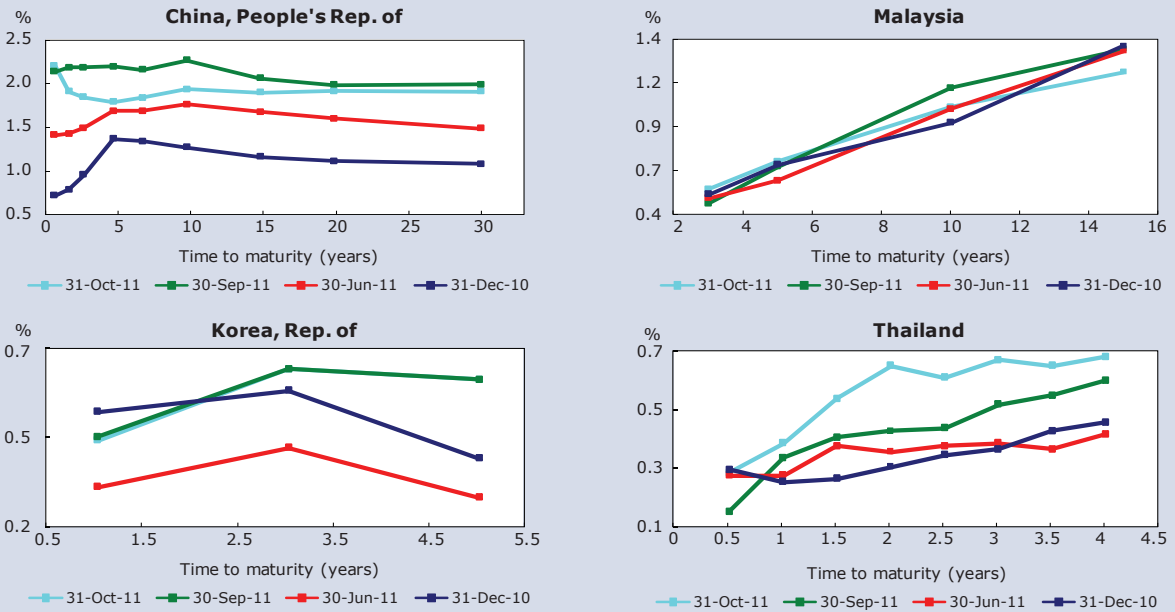 China, People's Rep. of
%
2.5
2.0
1.5
1.0
0.5
0 5 10 15 20 25 30
Time to maturity (years)
31-Oct-11 30-Sep-11 30-Jun-11 31-Dec-10
Malaysia
%
1.4
1.2
0.9
0.7
0.4
2 4 6 8 10 12 14 16
Time to maturity (years)
31-Oct-11 30-Sep-11 30-Jun-11 31-Dec-10
Korea, Rep. of
%
0.7
0.5
0.2
0.5 1.5 2.5 3.5 4.5 5.5
Time to maturity (years)
31-Oct-11 30-Sep-11 30-Jun-11 31-Dec-10
Thailand
%
0.7
0.5
0.3
0.1
0 0.5 1 1.5 2 2.5 3 3.5 4 4.5
Time to maturity (years)
31-Oct-11 30-Sep-11 30-Jun-11 31-Dec-10